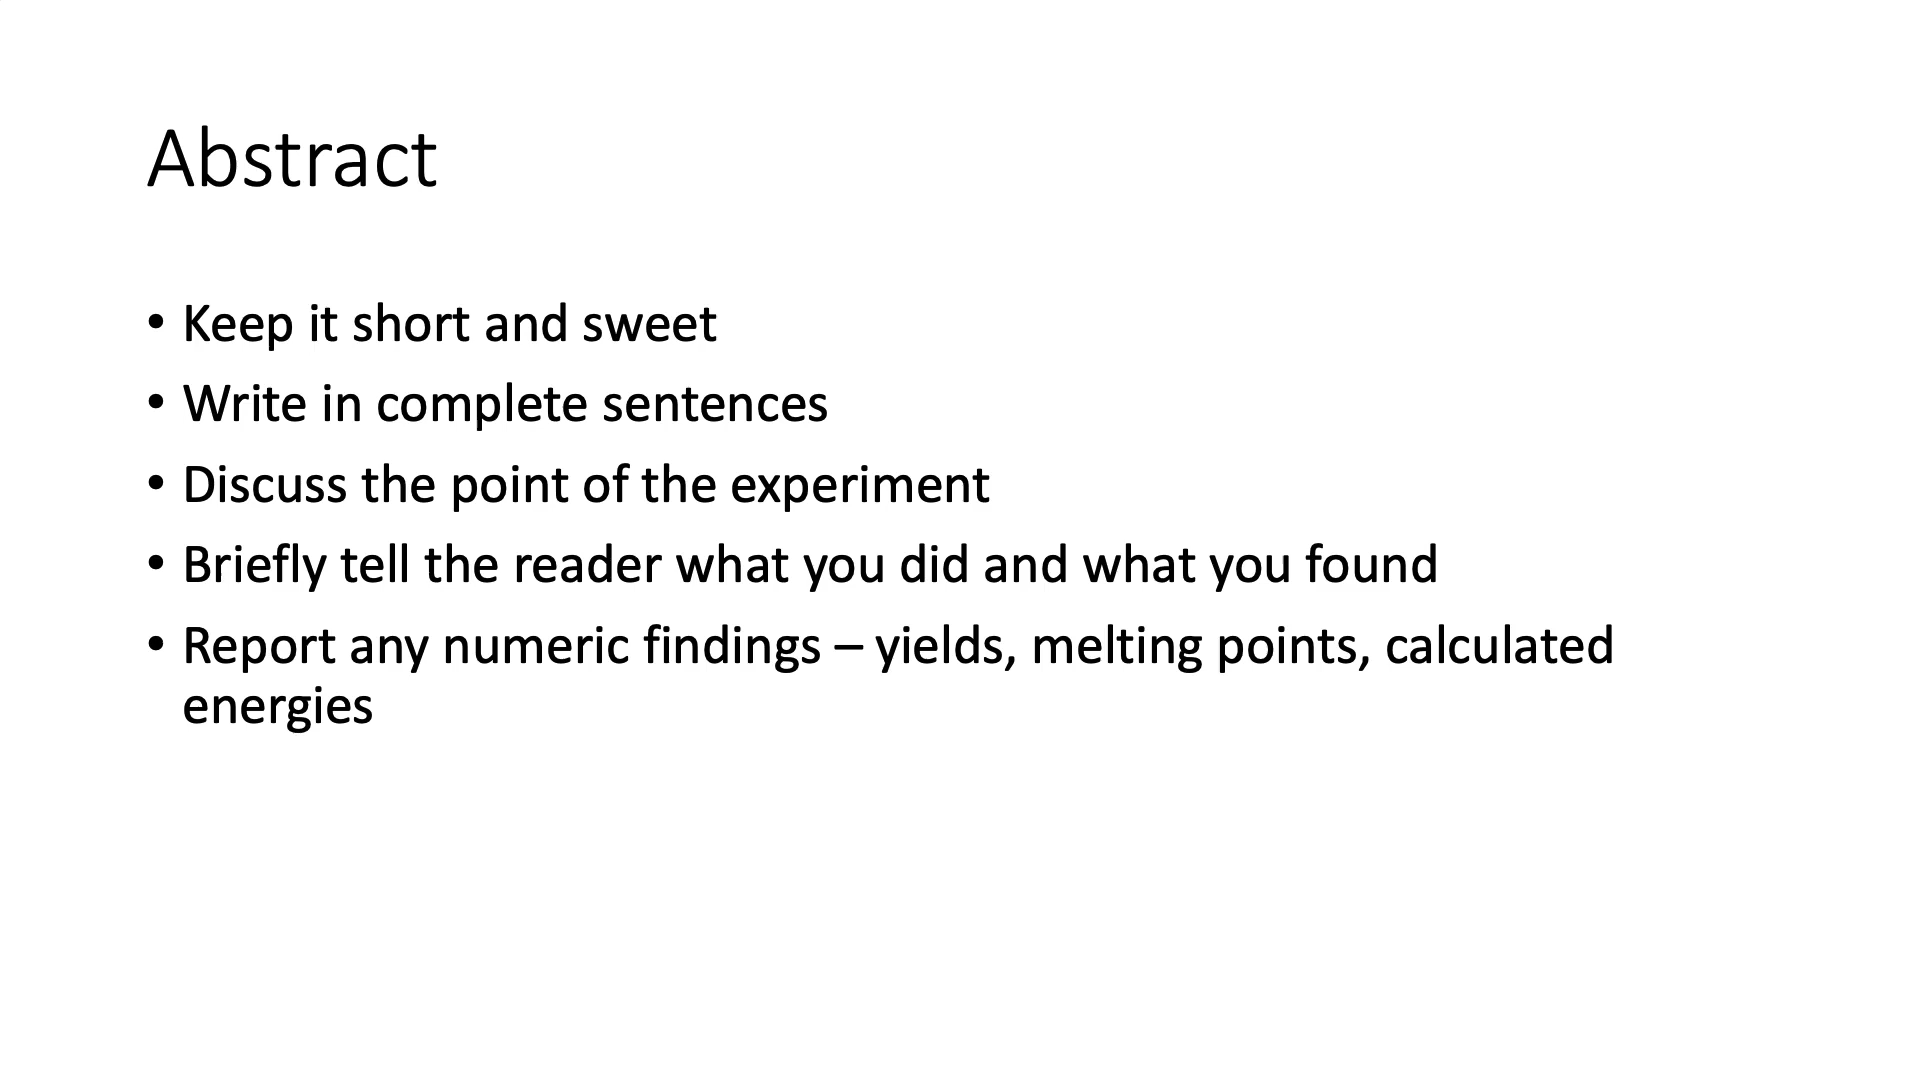 Abstract
• Keep it short and sweet
• Write in complete sentences
• Discuss the point of the experiment
• Briefly tell the reader what you did and what you found
• Report any numeric findings – yields, melting points, calculated
energies